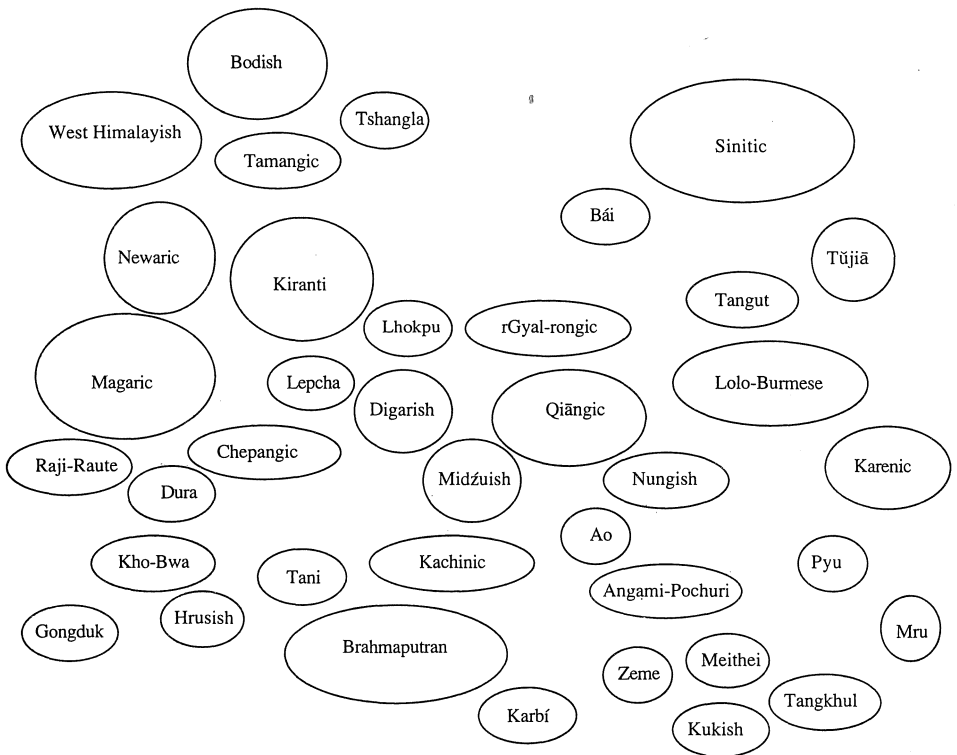 Bodish
Tshangla
West Himalayish
Sinitic
Tamangic
Bái
Newaric
Tŭjiā
Kiranti
Tangut
Lhokpu
rGyal-rongic
Magaric
Lepcha
Lolo-Burmese
Digarish
Qiāngic
Chepangic
Raji-Raute
Karenic
Midźuish
Nungish
Dura
Ao
Kho-Bwa
Kachinic
Pyu
Tani
Angami-Pochuri
Hrusish
Gongduk
Mru
Brahmaputran
Meithei
Zeme
Tangkhul
Karbí
Kukish